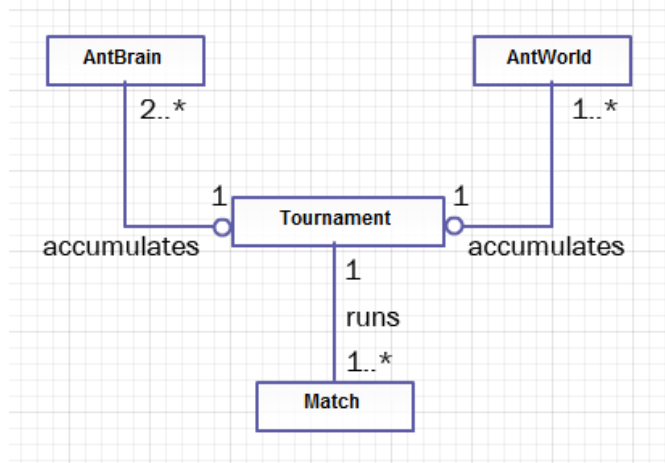 AntBrain
AntWorld
2..*
1..*
1
1
Tournament
accumulates
accumulates
1
runs
1..*
Match